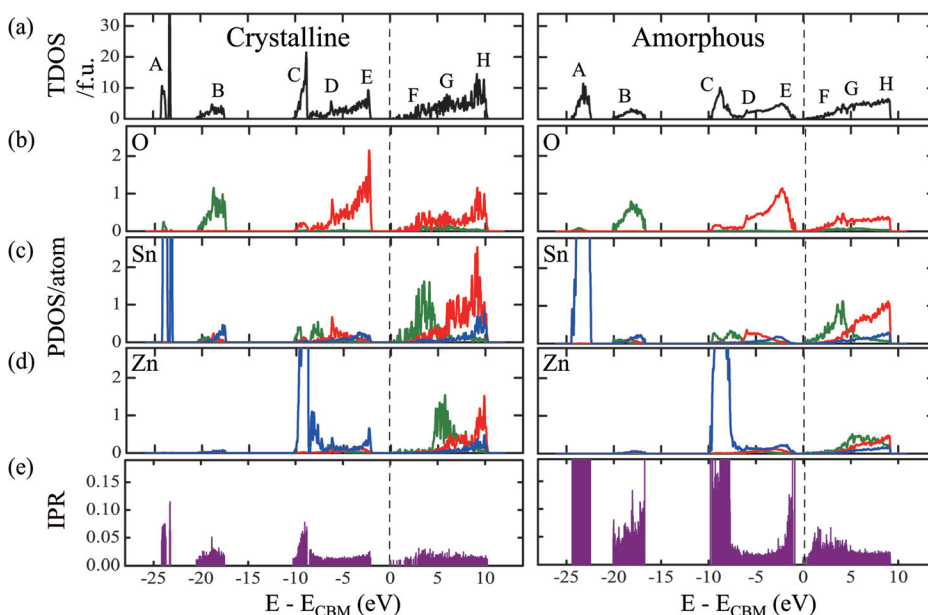 (a)
TDOS
/f.u.
30
20
10
0
Crystalline
A
B
C
D
E
F
G
H
Amorphous
A
B
C
D
E
F
G
H
(b)
2
1
0
O
O
(c)
PDOS/atom
2
1
0
Sn
Sn
(d)
2
1
0
Zn
Zn
(e)
IPR
0.15
0.10
0.05
0.00
-25 -20 -15 -10 -5 0 5 10
-25 -20 -15 -10 -5 0 5 10
E - E_CBM (eV)
E - E_CBM (eV)